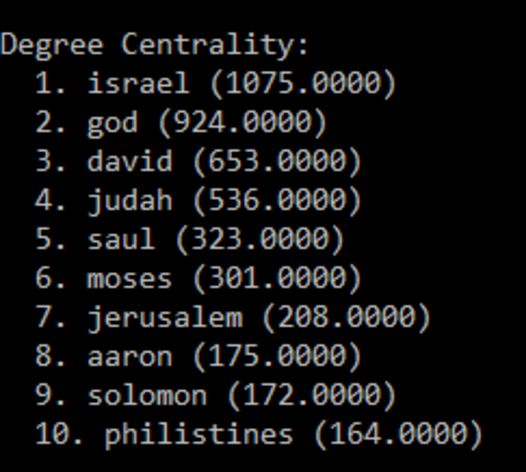 Degree Centrality:
1. israel (1075.0000)
2. god (924.0000)
3. david (653.0000)
4. judah (536.0000)
5. saul (323.0000)
6. moses (301.0000)
7. jerusalem (208.0000)
8. aaron (175.0000)
9. solomon (172.0000)
10. philistines (164.0000)